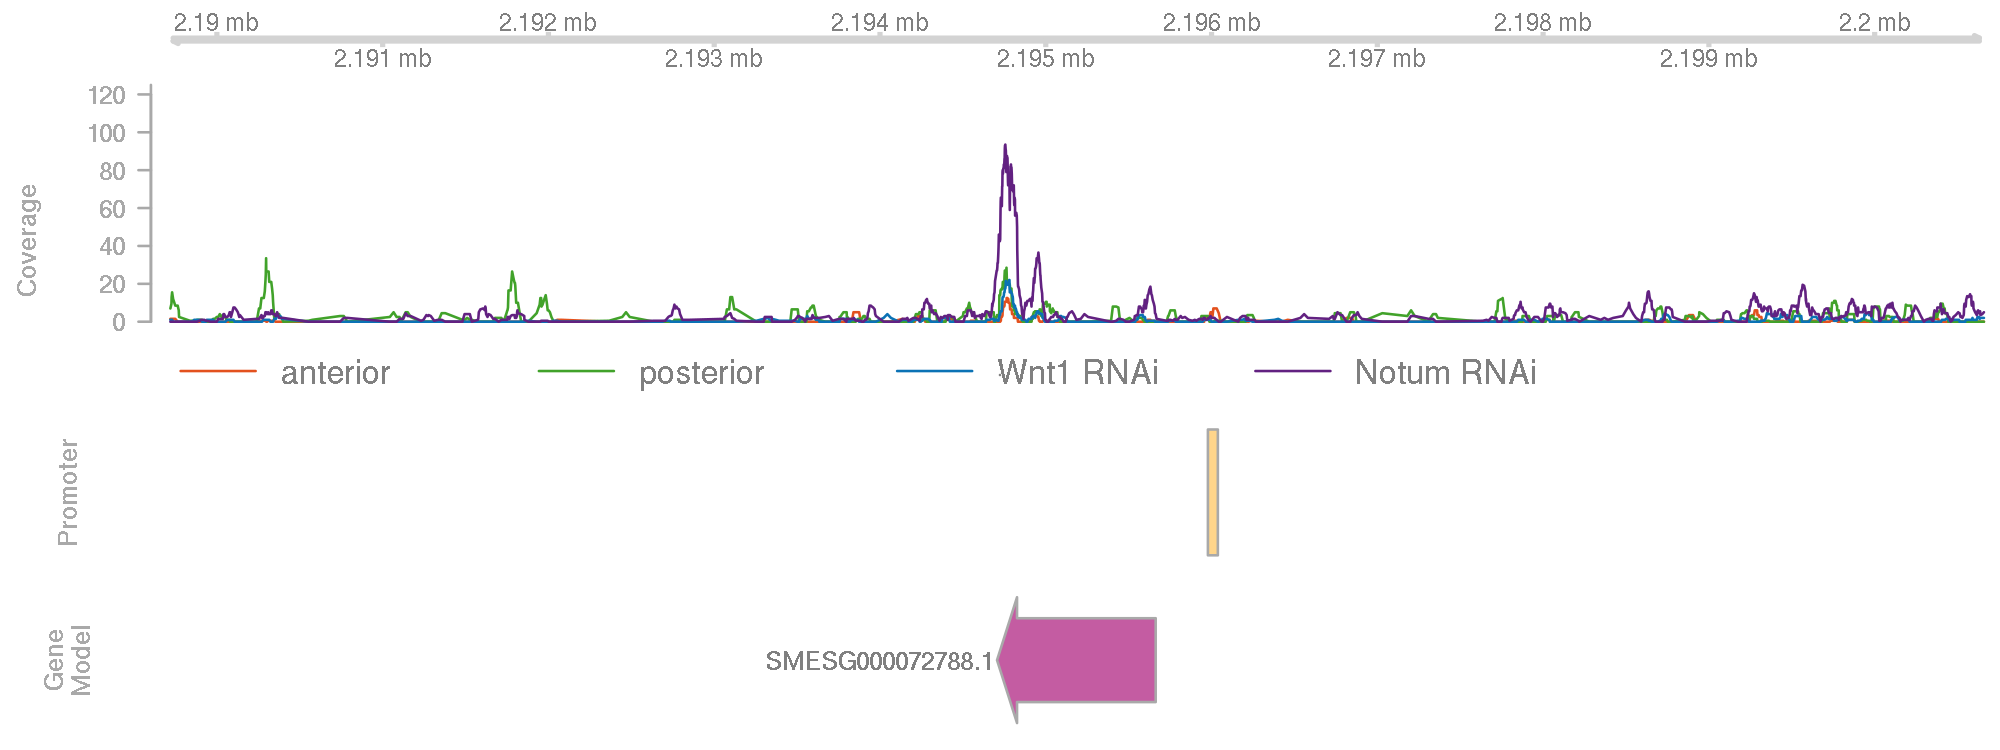 2.19 mb 2.192 mb 2.194 mb 2.196 mb 2.198 mb 2.2 mb
2.191 mb 2.193 mb 2.195 mb 2.197 mb 2.199 mb
Coverage
120
100
80
60
40
20
0
anterior posterior Wnt1 RNAi Notum RNAi
Promoter
Gene
Model
SMESG000072788.1